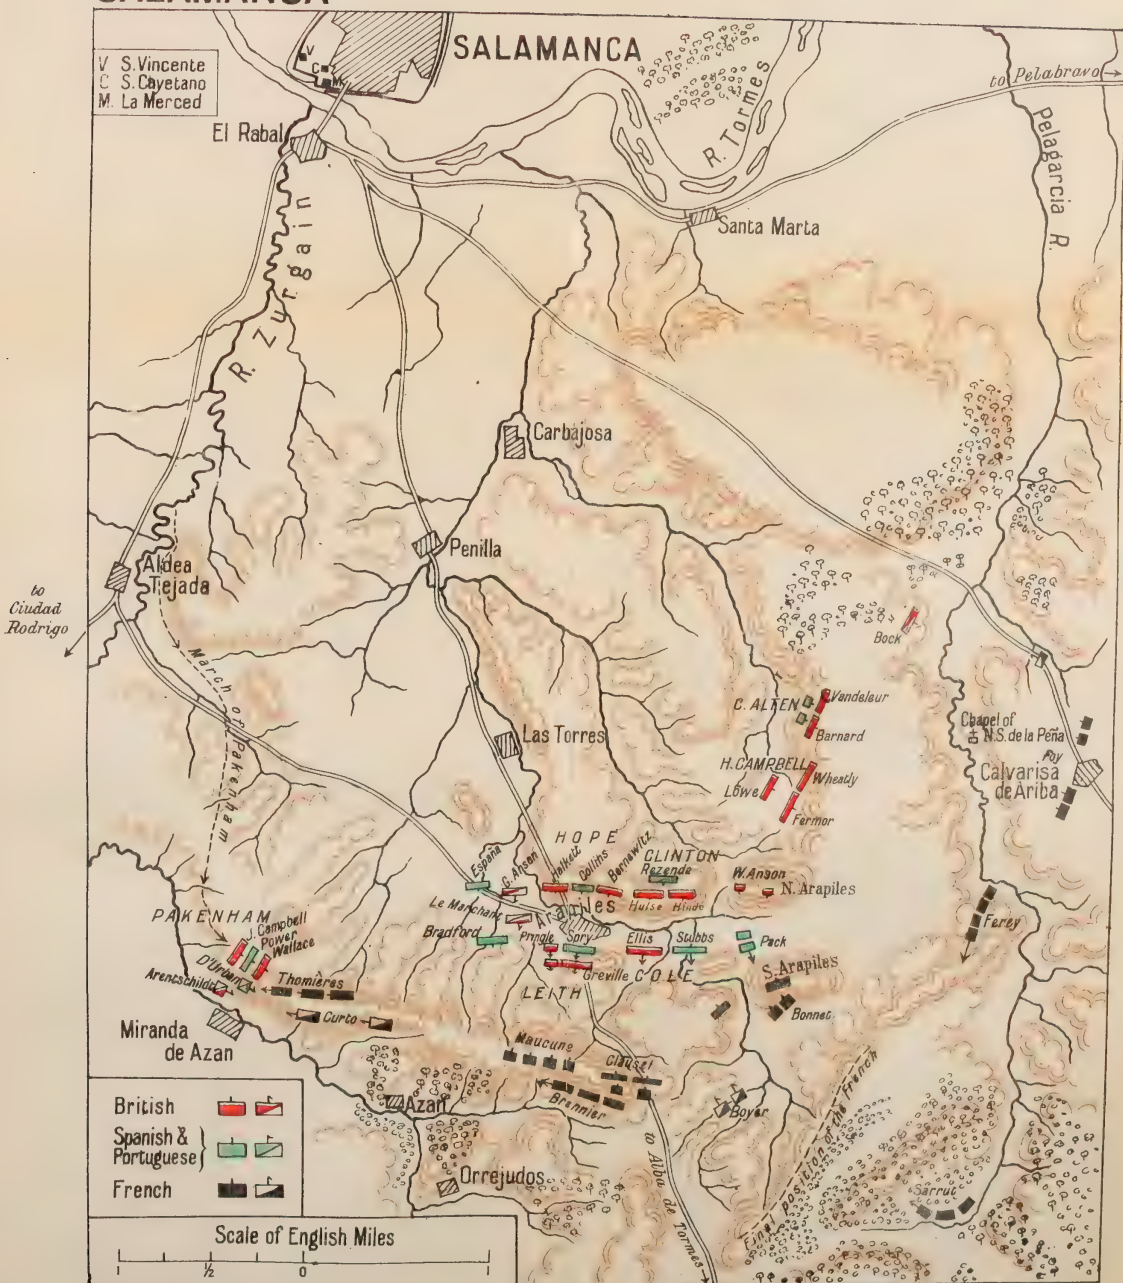 SALAMANCA
SALAMANCA
V S. Vincente
C S. Cayetano
M. La Merced
V
C
M.
El Rabal
to Pelabravo
R. Tormes
Pelagarcia R.
Santa Marta
R. Zurgain
Carbajosa
Penilla
Aldea
Tejada
to
Ciudad
Rodrigo
March of Pakenham
Bock
C. ALTEN
Vandeleur
Barnard
Las Torres
H. CAMPBELL
Lowe
Wheatly
Fermor
Chapel of
N.S. de la Peña
Foy
Calvarisa
de Ariba
HOPE
España
G. Anson
Halkett
Collins
Bernewitz
CLINTON
Rezende
Hulse
Hinde
W. Anson
N. Arapiles
Le Marchant
Arapiles
Bradford
Pringle
Spry
Ellis
Stubbs
Pack
Ferey
PAKENHAM
J. Campbell
Power
Wallace
D'Urban
Arentschildt
Thomières
Greville
COLE
LEITH
S. Arapiles
Bonnet
Curto
Miranda
de Azan
Maucune
Clausel
Brennier
Boyer
Azan
Orrejudos
to Alba de Tormes
Final position of the French
Sarrut
British
Spanish &
Portuguese
French
Scale of English Miles
1 ½ 0 1